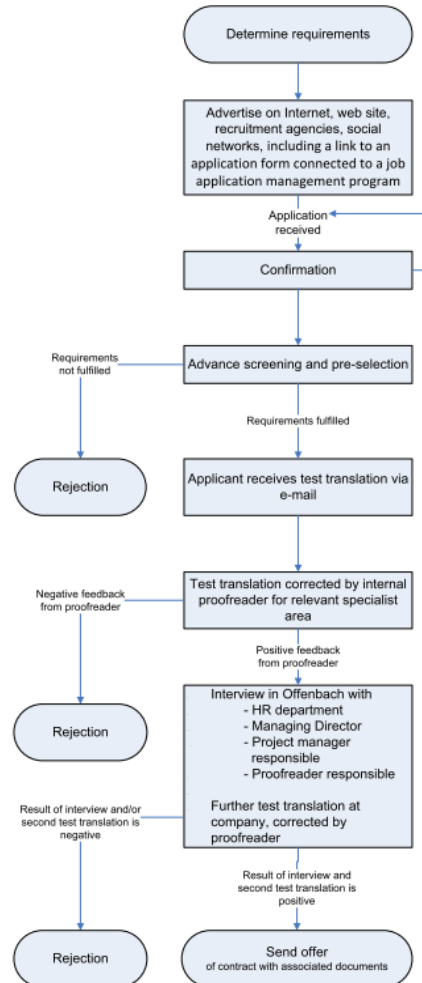 Determine requirements
Advertise on Internet, web site,
recruitment agencies, social
networks, including a link to an
application form connected to a job
application management program
Application
received
Confirmation
Requirements
not fulfilled
Advance screening and pre-selection
Requirements fulfilled
Rejection
Applicant receives test translation via
e-mail
Negative feedback
from proofreader
Test translation corrected by internal
proofreader for relevant specialist
area
Positive feedback
from proofreader
Rejection
Interview in Offenbach with
- HR department
- Managing Director
- Project manager
responsible
- Proofreader responsible
Further test translation at
company, corrected by
proofreader
Result of interview and/or
second test translation is
negative
Result of interview and
second test translation is
positive
Rejection
Send offer
of contract with associated documents